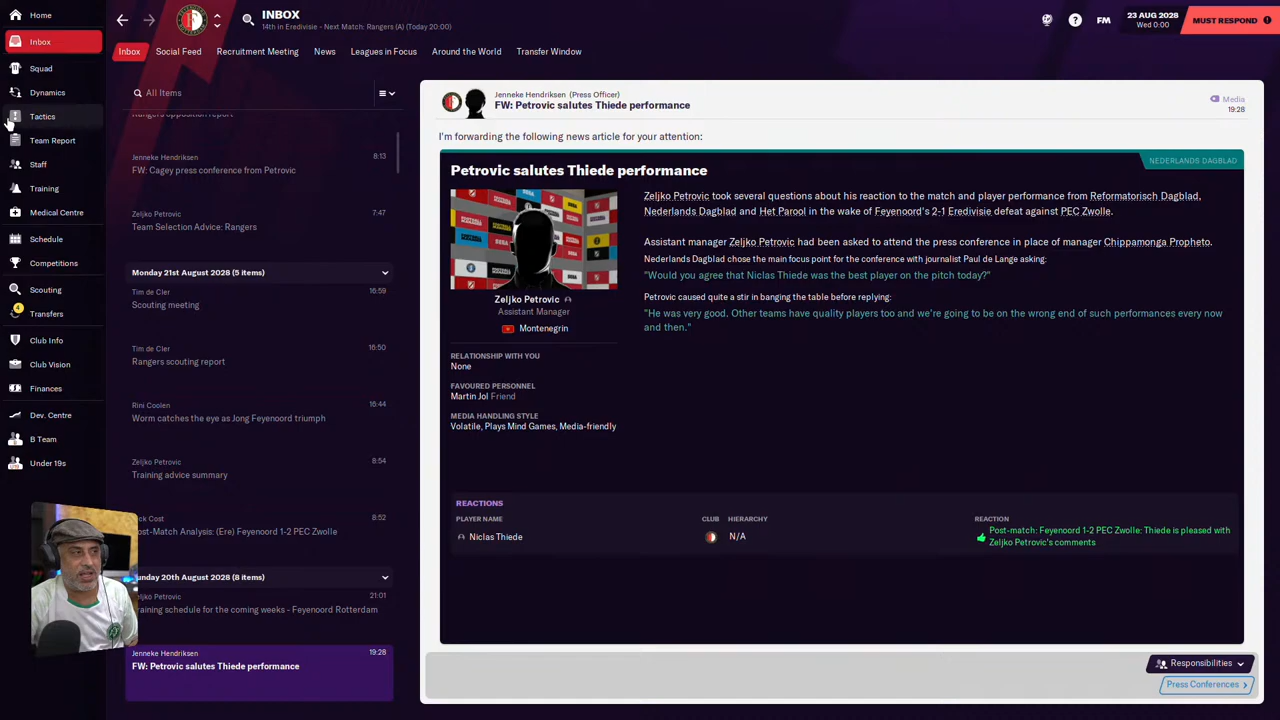 Home
Inbox
Squad
Dynamics
Tactics
Team Report
Staff
Training
Medical Centre
Schedule
Competitions
Scouting
4
Transfers
Club Info
Club Vision
Finances
Dev. Centre
B Team
Under 19s
INBOX
14th in Eredivisie - Next Match: Rangers (A) (Today 20:00)
FM
23 AUG 2028
Wed 0:00
MUST RESPOND
Inbox
Social Feed
Recruitment Meeting
News
Leagues in Focus
Around the World
Transfer Window
All Items
Rangers opposition report
Jenneke Hendriksen
8:13
FW: Cagey press conference from Petrovic
Zeljko Petrovic
7:47
Team Selection Advice: Rangers
Monday 21st August 2028 (5 items)
Tim de Cler
16:59
Scouting meeting
Tim de Cler
16:50
Rangers scouting report
Rini Coolen
16:44
Worm catches the eye as Jong Feyenoord triumph
Zeljko Petrovic
8:54
Training advice summary
ck Cost
8:52
ost-Match Analysis: (Ere) Feyenoord 1-2 PEC Zwolle
unday 20th August 2028 (8 items)
eljko Petrovic
21:01
raining schedule for the coming weeks - Feyenoord Rotterdam
Jenneke Hendriksen
19:28
FW: Petrovic salutes Thiede performance
Jenneke Hendriksen (Press Officer)
FW: Petrovic salutes Thiede performance
Media
19:28
I'm forwarding the following news article for your attention:
NEDERLANDS DAGBLAD
Petrovic salutes Thiede performance
Zeljko Petrovic
Assistant Manager
Montenegrin
RELATIONSHIP WITH YOU
None
FAVOURED PERSONNEL
Martin Jol Friend
MEDIA HANDLING STYLE
Volatile, Plays Mind Games, Media-friendly
Zeljko Petrovic took several questions about his reaction to the match and player performance from Reformatorisch Dagblad,
Nederlands Dagblad and Het Parool in the wake of Feyenoord's 2-1 Eredivisie defeat against PEC Zwolle.
Assistant manager Zeljko Petrovic had been asked to attend the press conference in place of manager Chippamonga Propheto.
Nederlands Dagblad chose the main focus point for the conference with journalist Paul de Lange asking:
"Would you agree that Niclas Thiede was the best player on the pitch today?"
Petrovic caused quite a stir in banging the table before replying:
"He was very good. Other teams have quality players too and we're going to be on the wrong end of such performances every now
and then."
REACTIONS
PLAYER NAME
CLUB
HIERARCHY
REACTION
Niclas Thiede
N/A
Post-match: Feyenoord 1-2 PEC Zwolle: Thiede is pleased with
Zeljko Petrovic's comments
Responsibilities
Press Conferences